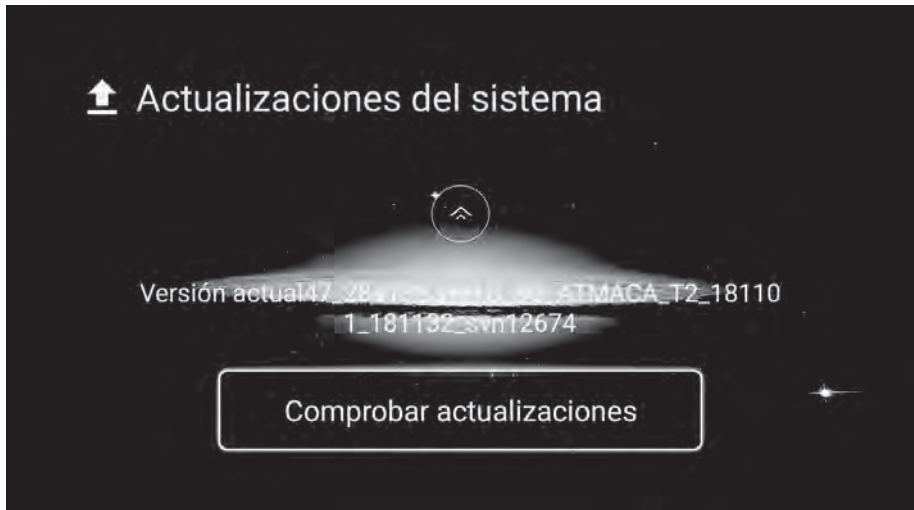 Actualizaciones del sistema
Versión actual47_28 ATMACA_T2_18110
1_181132_svn12674
Comprobar actualizaciones